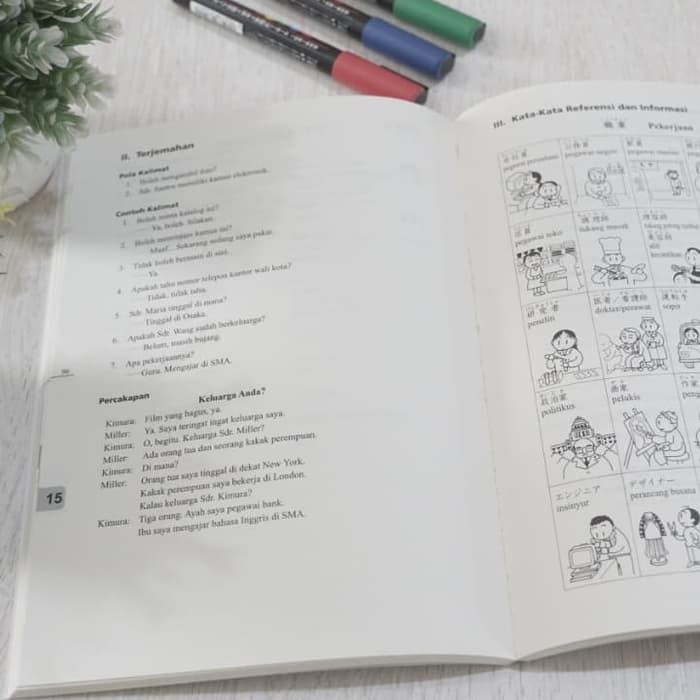 II. Terjemahan
Pola Kalimat
1. Boleh mengambil foto?
2. Sdr. Santos memiliki kamus elektronik.
Contoh Kalimat
1. Boleh minta katalog ini?
Ya, boleh. Silakan.
2. Boleh meminjam kamus ini?
Maaf... Sekarang sedang saya pakai.
3. Tidak boleh bermain di sini.
Ya.
4. Apakah tahu nomor telepon kantor wali kota?
Tidak, tidak tahu.
5. Sdr. Maria tinggal di mana?
Tinggal di Osaka.
6. Apakah Sdr. Wang sudah berkeluarga?
Belum, masih bujang.
7. Apa pekerjaannya?
Guru. Mengajar di SMA.
Percakapan
Keluarga Anda?
Kimura: Film yang bagus, ya.
Miller: Ya. Saya teringat ingat keluarga saya.
Kimura: O, begitu. Keluarga Sdr. Miller?
Miller: Ada orang tua dan seorang kakak perempuan.
Kimura: Di mana?
Miller: Orang tua saya tinggal di dekat New York.
Kakak perempuan saya bekerja di London.
Kalau keluarga Sdr. Kimura?
Kimura: Tiga orang. Ayah saya pegawai bank.
Ibu saya mengajar bahasa Inggris di SMA.
15
III. Kata-Kata Referensi dan Informasi
職業 Pekerjaan
会社員 公務員 駅員
pegawai perusahaan pegawai negeri pegawai stasiun
店員 調理師 理容師
pegawai toko tukang masak
美容師
研究者 医者/看護師 運転手
peneliti dokter/perawat sopir
政治家 画家 作家
politikus pelukis
エンジニア デザイナー
insinyur perancang busana